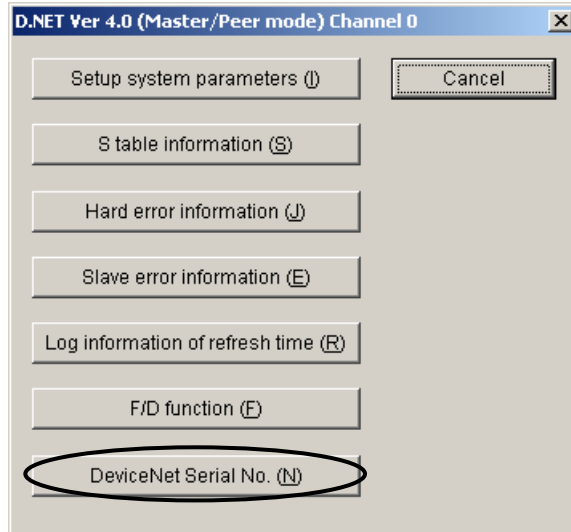 D.NET Ver 4.0 (Master/Peer mode) Channel 0
Setup system parameters (I)
Cancel
S table information (S)
Hard error information (J)
Slave error information (E)
Log information of refresh time (R)
F/D function (F)
DeviceNet Serial No. (N)